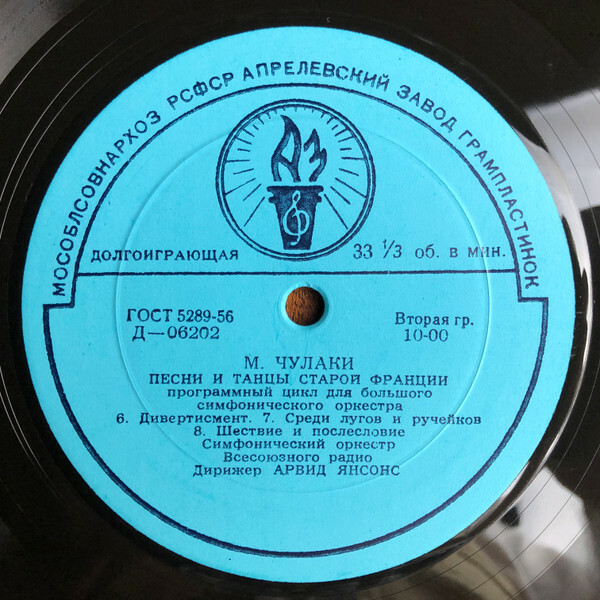 МОСОБЛСОВНАРХОЗ РСФСР АПРЕЛЕВСКИЙ ЗАВОД ГРАМПЛАСТИНОК
АЗ
ДОЛГОИГРАЮЩАЯ 33 1/3 об. в мин.
ГОСТ 5289-56 Вторая гр.
Д—06202 10-00
М. ЧУЛАКИ
ПЕСНИ И ТАНЦЫ СТАРОЙ ФРАНЦИИ
программный цикл для большого
симфонического оркестра
6. Дивертисмент. 7. Среди лугов и ручейков
8. Шествие и послесловие
Симфонический оркестр
Всесоюзного радио
Дирижер АРВИД ЯНСОНС